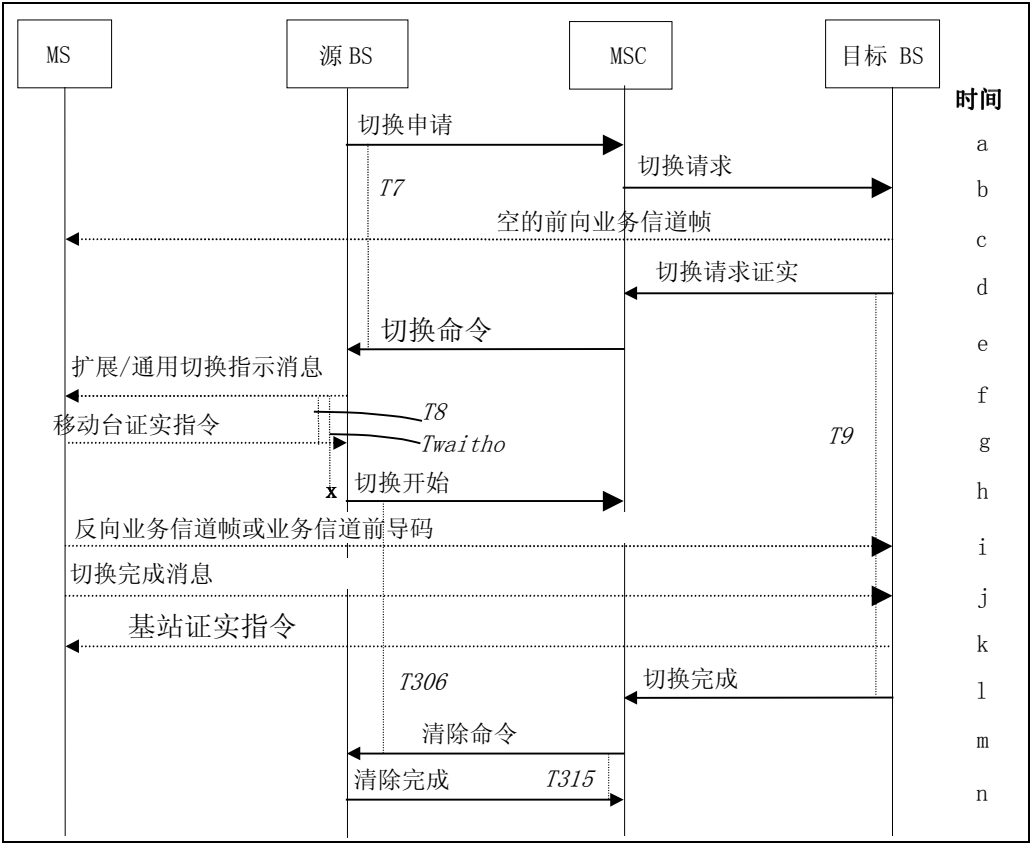 MS
源 BS
MSC
目标 BS
时间
切换申请
a
切换请求
b
T7
空的前向业务信道帧
c
切换请求证实
d
切换命令
e
扩展/通用切换指示消息
f
T8
移动台证实指令
Twaitho
T9
g
x
切换开始
h
反向业务信道帧或业务信道前导码
i
切换完成消息
j
基站证实指令
k
T306
切换完成
l
清除命令
m
清除完成
T315
n